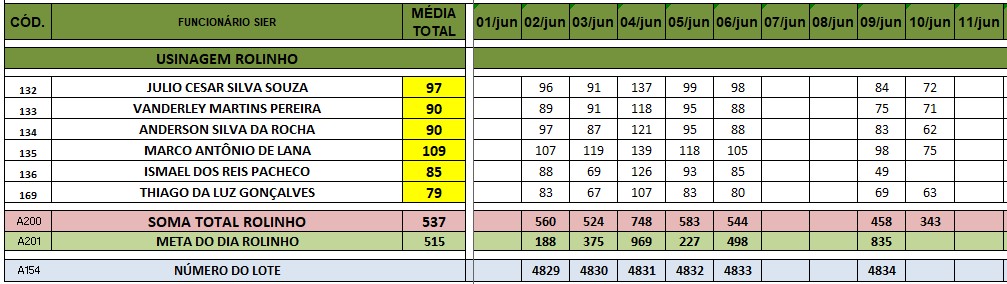 CÓD. FUNCIONÁRIO SIER MÉDIA TOTAL 01/jun 02/jun 03/jun 04/jun 05/jun 06/jun 07/jun 08/jun 09/jun 10/jun 11/jun
USINAGEM ROLINHO
132 JULIO CESAR SILVA SOUZA 97 96 91 137 99 98 84 72
133 VANDERLEY MARTINS PEREIRA 90 89 91 118 95 88 75 71
134 ANDERSON SILVA DA ROCHA 90 97 87 121 95 88 83 62
135 MARCO ANTÔNIO DE LANA 109 107 119 139 118 105 98 75
136 ISMAEL DOS REIS PACHECO 85 88 69 126 93 85 49
169 THIAGO DA LUZ GONÇALVES 79 83 67 107 83 80 69 63
A200 SOMA TOTAL ROLINHO 537 560 524 748 583 544 458 343
A201 META DO DIA ROLINHO 515 188 375 969 227 498 835
A154 NÚMERO DO LOTE 4829 4830 4831 4832 4833 4834